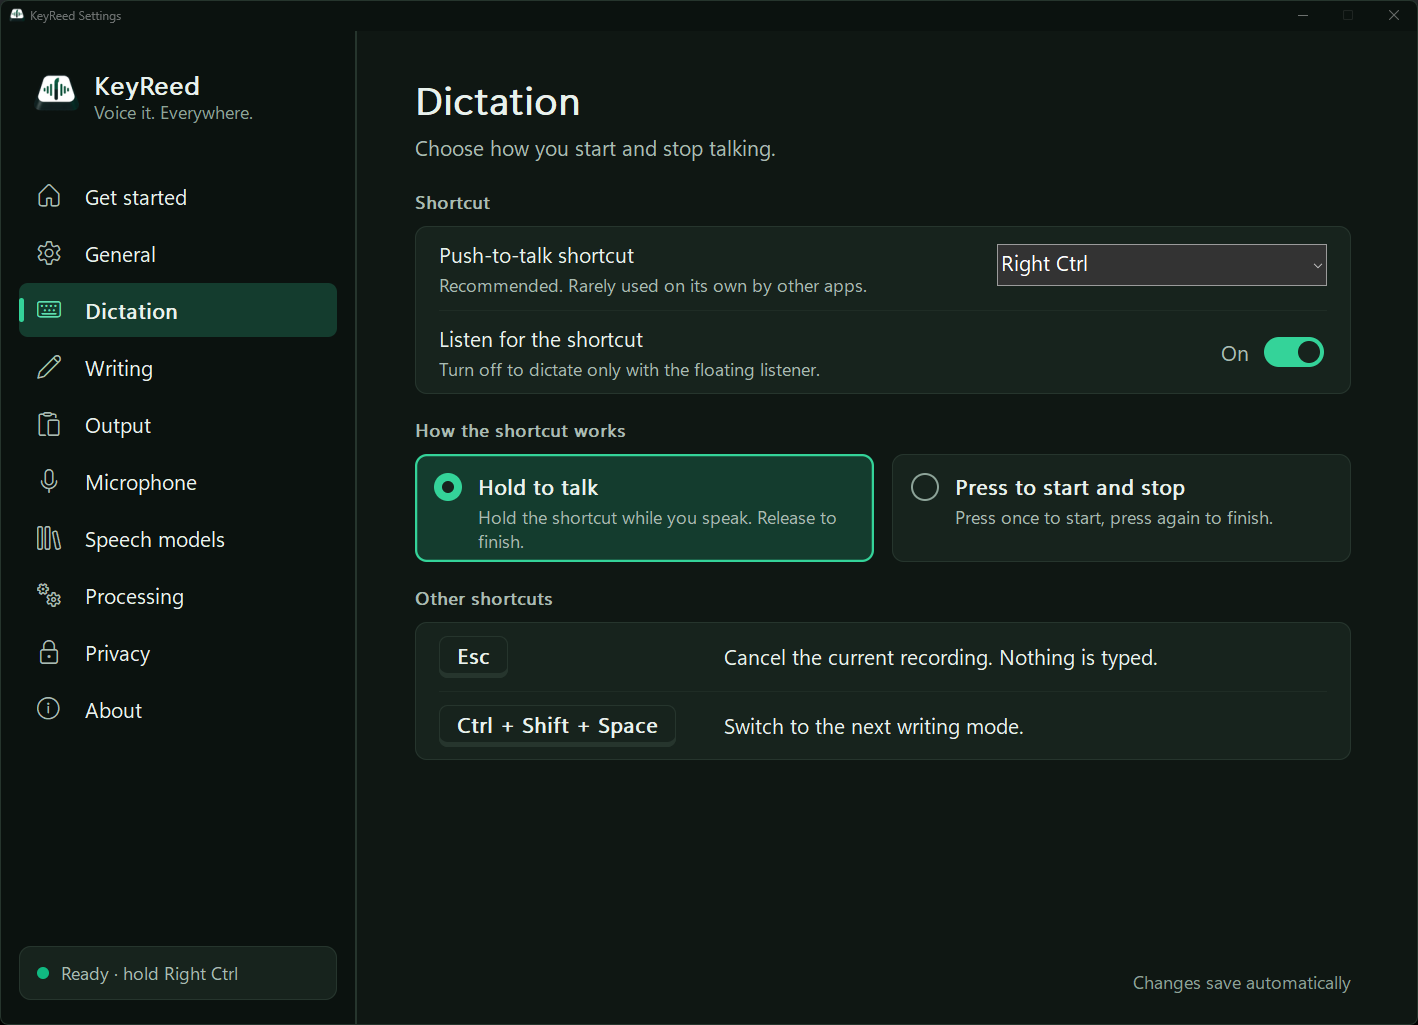 KeyReed Settings
KeyReed
Voice it. Everywhere.
Get started
General
Dictation
Writing
Output
Microphone
Speech models
Processing
Privacy
About
Ready · hold Right Ctrl
Dictation
Choose how you start and stop talking.
Shortcut
Push-to-talk shortcut
Recommended. Rarely used on its own by other apps.
Right Ctrl
Listen for the shortcut
Turn off to dictate only with the floating listener.
On
How the shortcut works
Hold to talk
Hold the shortcut while you speak. Release to
finish.
Press to start and stop
Press once to start, press again to finish.
Other shortcuts
Esc
Cancel the current recording. Nothing is typed.
Ctrl + Shift + Space
Switch to the next writing mode.
Changes save automatically